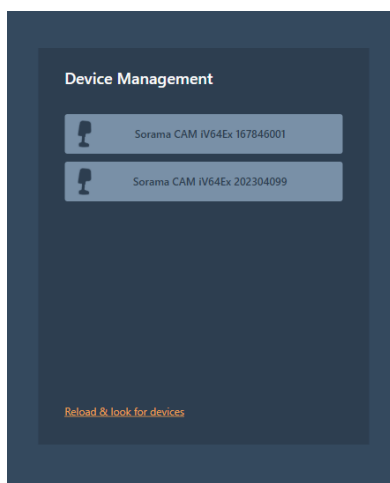 Device Management
Sorama CAM iV64Ex 167846001
Sorama CAM iV64Ex 202304099
Reload & look for devices